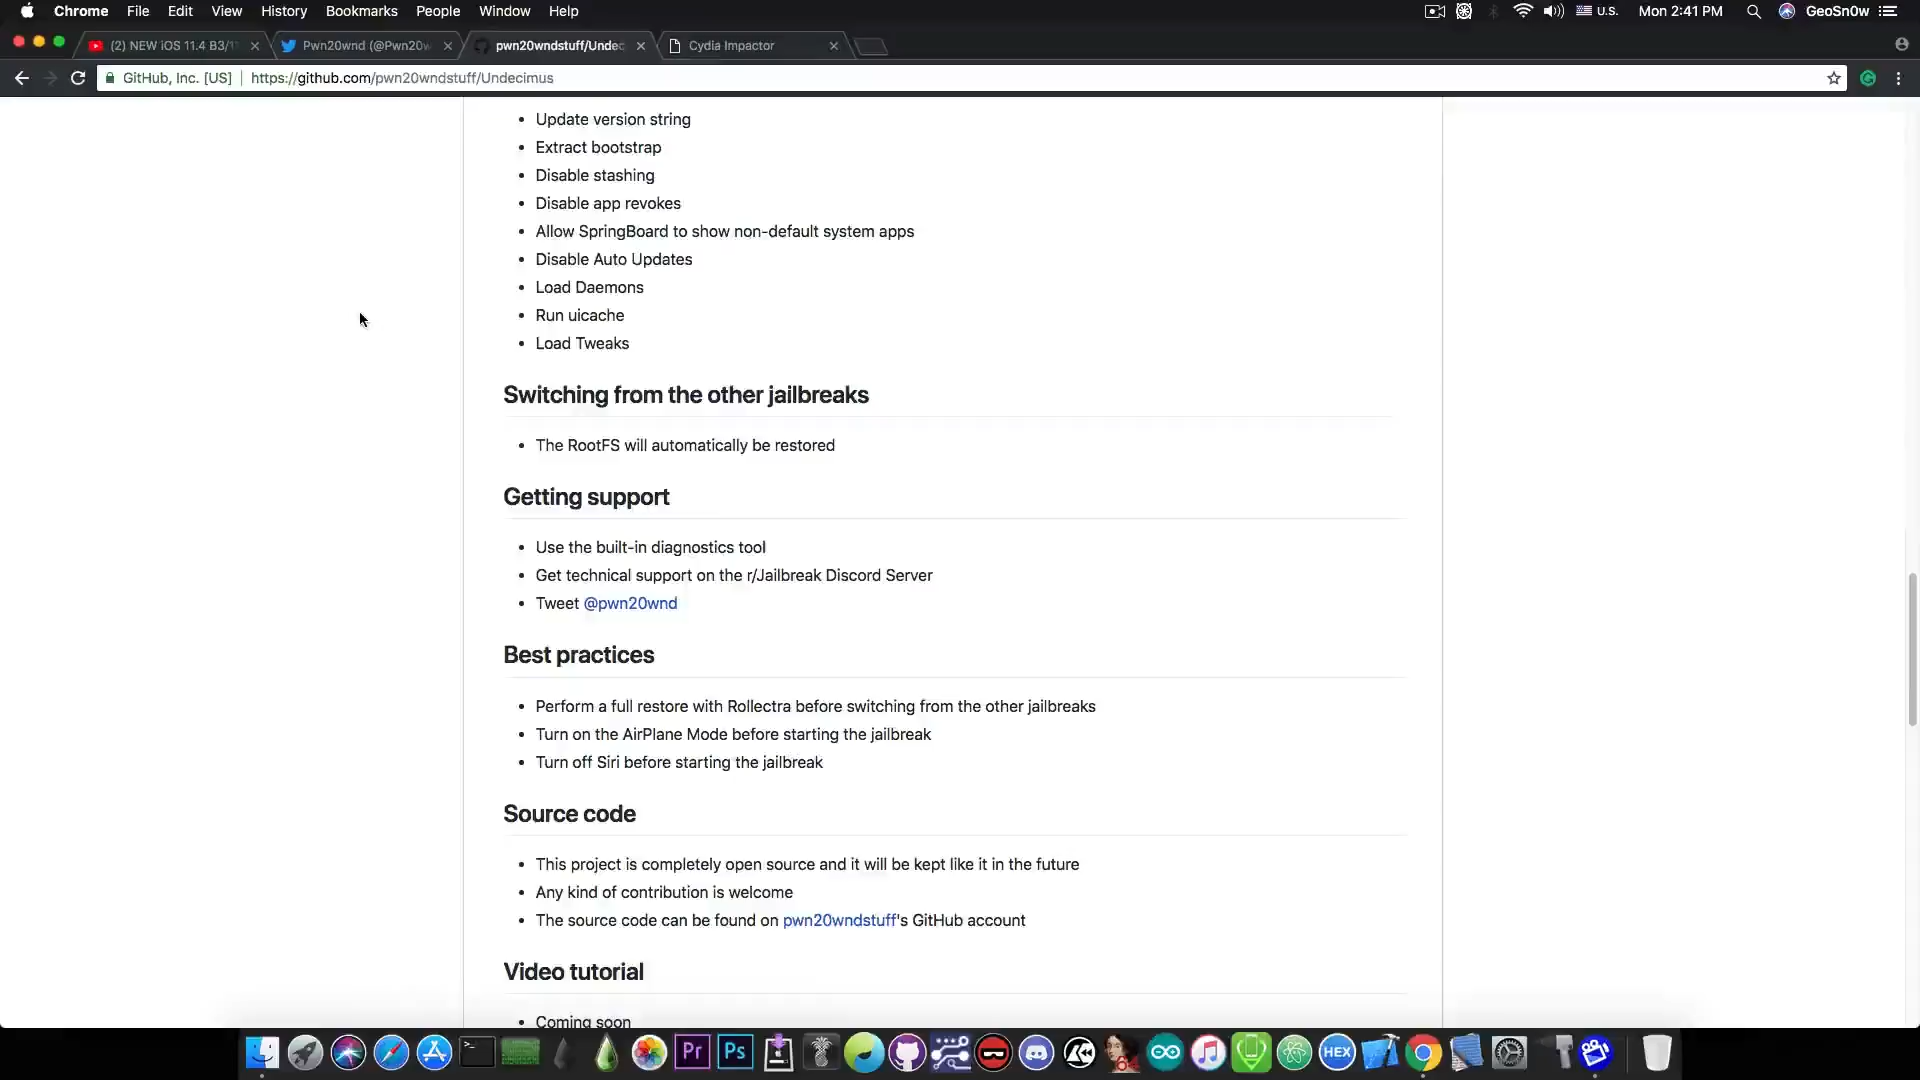 Chrome File Edit View History Bookmarks People Window Help U.S. Mon 2:41 PM GeoSn0w
(2) NEW iOS 11.4 B3/1 Pwn20wnd (@Pwn20w pwn20wndstuff/Undec Cydia Impactor
GitHub, Inc. [US] https://github.com/pwn20wndstuff/Undecimus
Update version string
Extract bootstrap
Disable stashing
Disable app revokes
Allow SpringBoard to show non-default system apps
Disable Auto Updates
Load Daemons
Run uicache
Load Tweaks
Switching from the other jailbreaks
The RootFS will automatically be restored
Getting support
Use the built-in diagnostics tool
Get technical support on the r/Jailbreak Discord Server
Tweet @pwn20wnd
Best practices
Perform a full restore with Rollectra before switching from the other jailbreaks
Turn on the AirPlane Mode before starting the jailbreak
Turn off Siri before starting the jailbreak
Source code
This project is completely open source and it will be kept like it in the future
Any kind of contribution is welcome
The source code can be found on pwn20wndstuff's GitHub account
Video tutorial
Coming soon
Pr Ps HEX